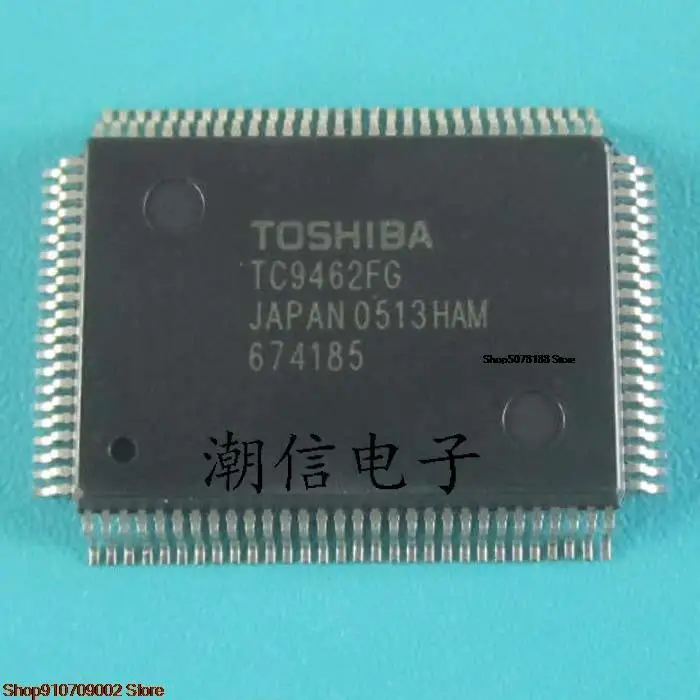 TOSHIBA
TC9462FG
JAPAN 0513HAM
674185
Shop5078188 Store
潮信电子
Shop910709002 Store